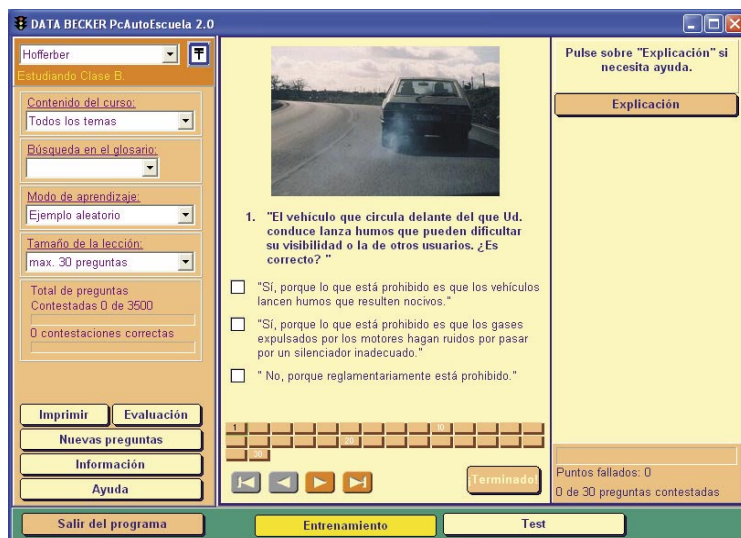 DATA BECKER PcAutoEscuela 2.0
Hofferber
Estudiando Clase B.
Contenido del curso:
Todos los temas
Búsqueda en el glosario:
Modo de aprendizaje:
Ejemplo aleatorio
Tamaño de la lección:
max. 30 preguntas
Total de preguntas
Contestadas 0 de 3500
0 contestaciones correctas
Imprimir
Evaluación
Nuevas preguntas
Información
Ayuda
1. "El vehículo que circula delante del que Ud.
conduce lanza humos que pueden dificultar
su visibilidad o la de otros usuarios. ¿Es
correcto? "
"Sí, porque lo que está prohibido es que los vehículos
lancen humos que resulten nocivos."
"Sí, porque lo que está prohibido es que los gases
expulsados por los motores hagan ruidos por pasar
por un silenciador inadecuado."
" No, porque reglamentariamente está prohibido."
1 10
20
30
¡Terminado!
Pulse sobre "Explicación" si
necesita ayuda.
Explicación
Puntos fallados: 0
0 de 30 preguntas contestadas
Salir del programa
Entrenamiento
Test